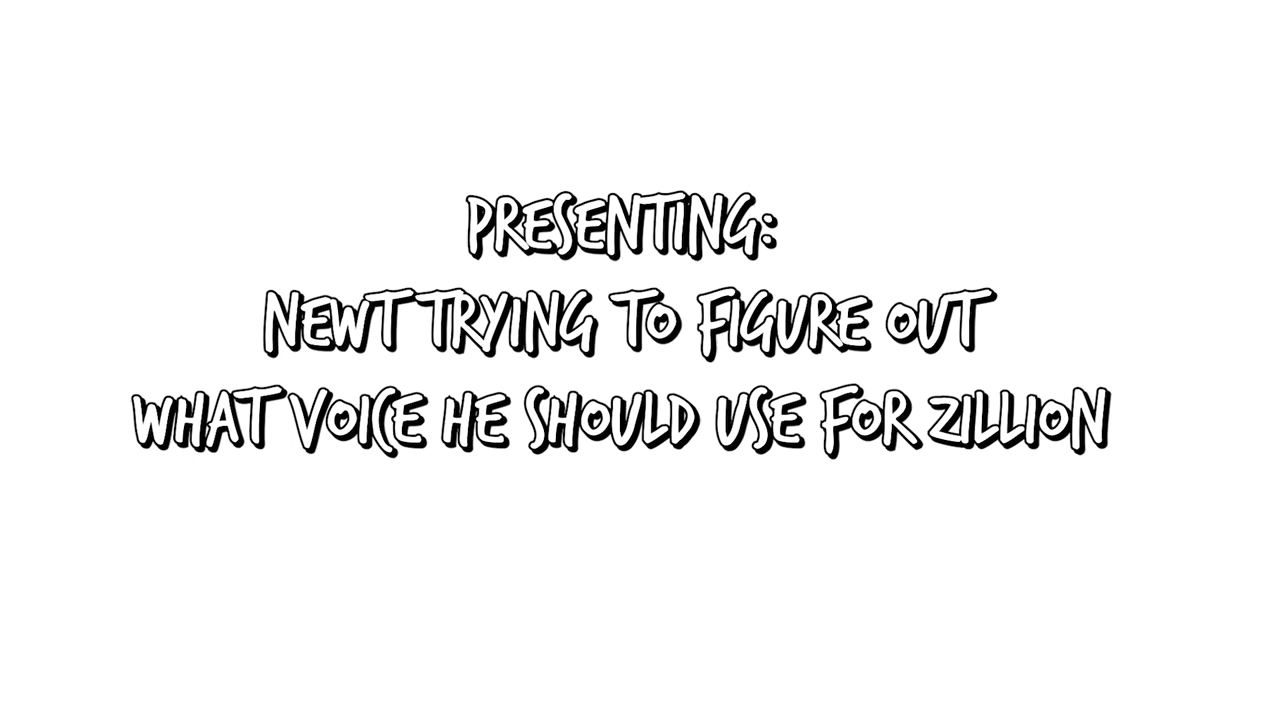 PRESENTING:
NEWT TRYING TO FIGURE OUT
WHAT VOICE HE SHOULD USE FOR ZILLION